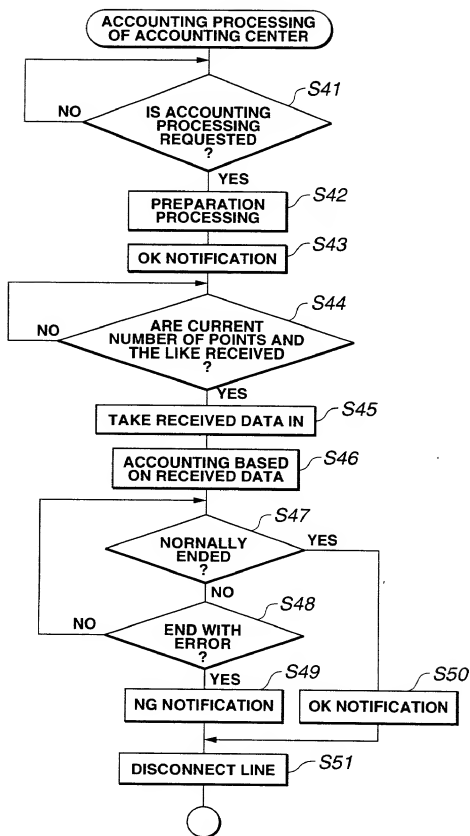 ACCOUNTING PROCESSING
OF ACCOUNTING CENTER
S41
NO
IS ACCOUNTING
PROCESSING
REQUESTED
?
YES
S42
PREPARATION
PROCESSING
S43
OK NOTIFICATION
S44
NO
ARE CURRENT
NUMBER OF POINTS AND
THE LIKE RECEIVED
?
YES
S45
TAKE RECEIVED DATA IN
S46
ACCOUNTING BASED
ON RECEIVED DATA
S47
NORNALLY
ENDED
?
YES
NO
S48
NO
END WITH
ERROR
?
YES
S49
NG NOTIFICATION
S50
OK NOTIFICATION
S51
DISCONNECT LINE